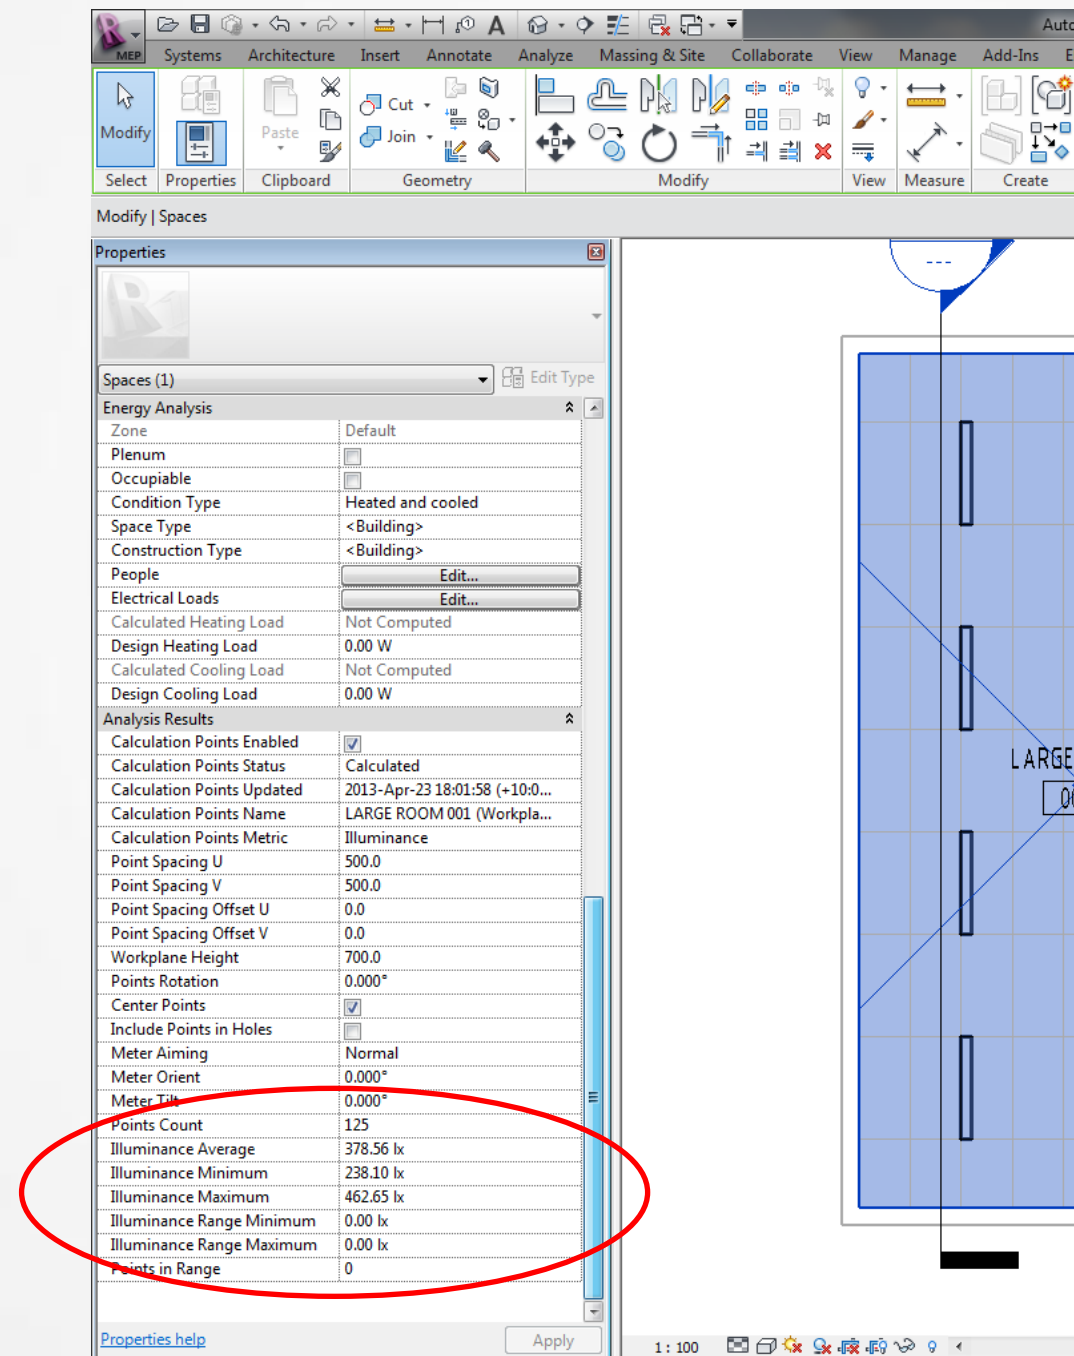 Auto
MEP Systems Architecture Insert Annotate Analyze Massing & Site Collaborate View Manage Add-Ins E
Modify Paste Cut Join
Select Properties Clipboard Geometry Modify View Measure Create
Modify | Spaces
Properties
Spaces (1) Edit Type
Energy Analysis
Zone Default
Plenum
Occupiable
Condition Type Heated and cooled
Space Type <Building>
Construction Type <Building>
People Edit...
Electrical Loads Edit...
Calculated Heating Load Not Computed
Design Heating Load 0.00 W
Calculated Cooling Load Not Computed
Design Cooling Load 0.00 W
Analysis Results
Calculation Points Enabled
Calculation Points Status Calculated
Calculation Points Updated 2013-Apr-23 18:01:58 (+10:0...
Calculation Points Name LARGE ROOM 001 (Workpla...
Calculation Points Metric Illuminance
Point Spacing U 500.0
Point Spacing V 500.0
Point Spacing Offset U 0.0
Point Spacing Offset V 0.0
Workplane Height 700.0
Points Rotation 0.000°
Center Points
Include Points in Holes
Meter Aiming Normal
Meter Orient 0.000°
Meter Tilt 0.000°
Points Count 125
Illuminance Average 378.56 lx
Illuminance Minimum 238.10 lx
Illuminance Maximum 462.65 lx
Illuminance Range Minimum 0.00 lx
Illuminance Range Maximum 0.00 lx
Points in Range 0
Properties help Apply
---
LARGE
00
1 : 100